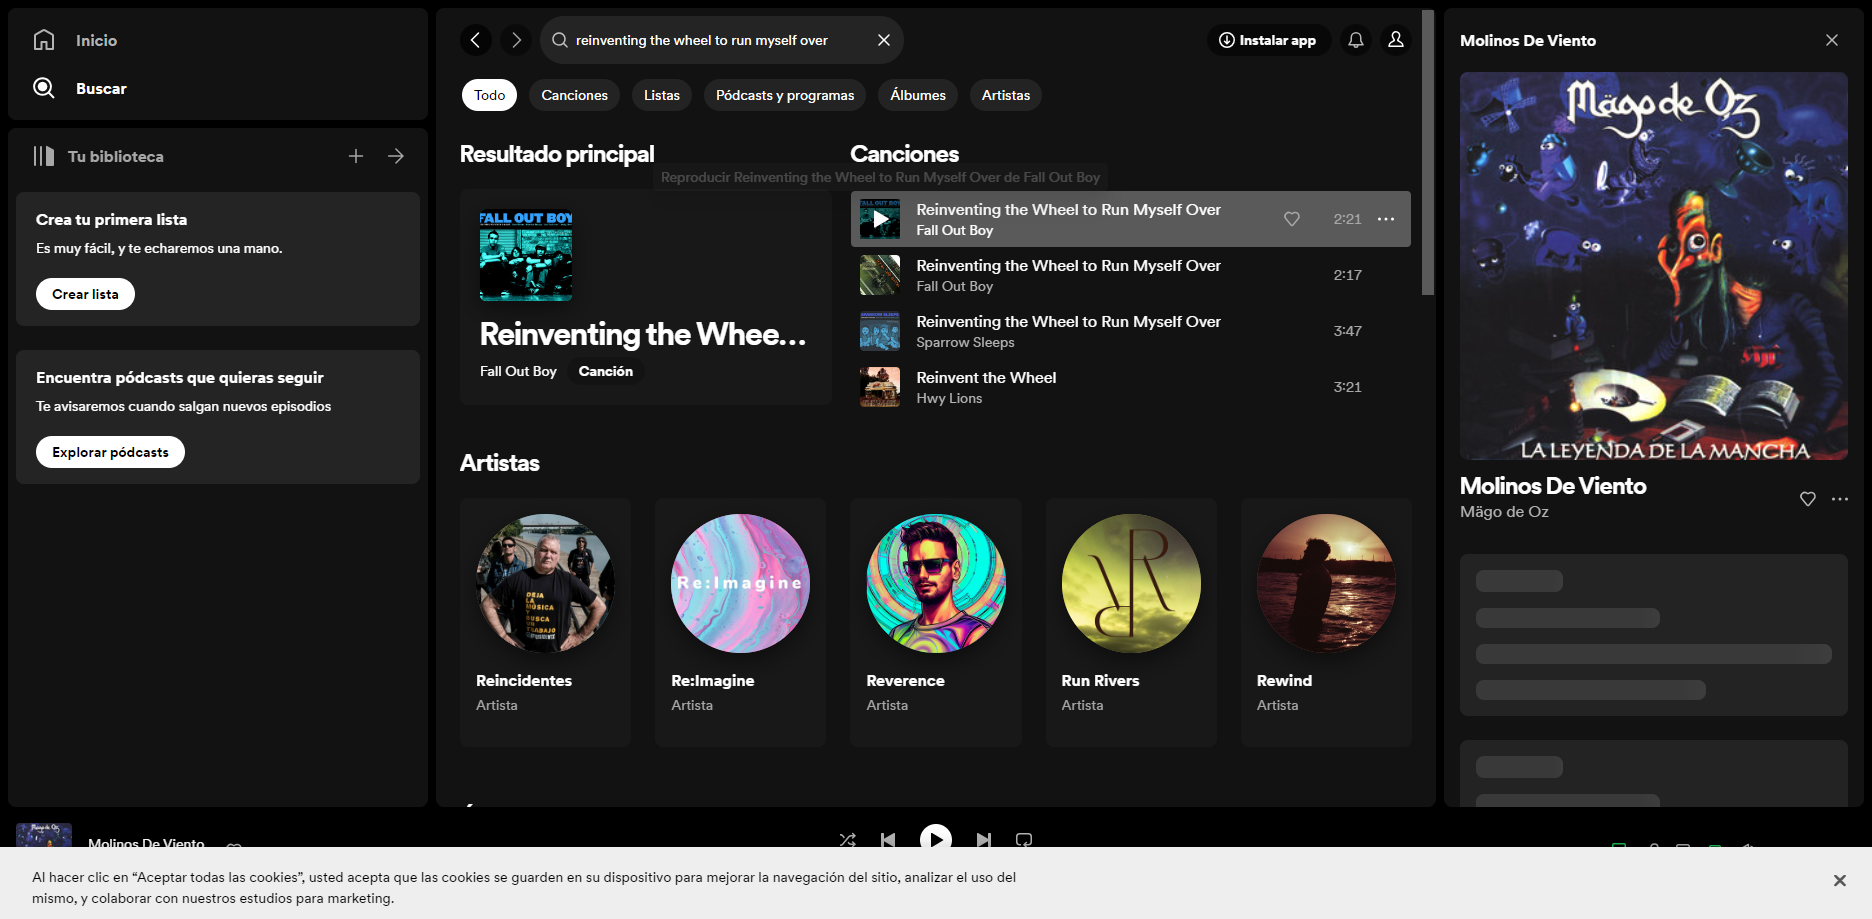 Inicio
Buscar
Tu biblioteca
Crea tu primera lista
Es muy fácil, y te echaremos una mano.
Crear lista
Encuentra pódcasts que quieras seguir
Te avisaremos cuando salgan nuevos episodios
Explorar pódcasts
reinventing the wheel to run myself over
Instalar app
Todo
Canciones
Listas
Pódcasts y programas
Álbumes
Artistas
Resultado principal
FALL OUT BOY
Reinventing the Whee...
Fall Out Boy
Canción
Canciones
Reproducir Reinventing the Wheel to Run Myself Over de Fall Out Boy
Reinventing the Wheel to Run Myself Over
Fall Out Boy
2:21
Reinventing the Wheel to Run Myself Over
Fall Out Boy
2:17
Reinventing the Wheel to Run Myself Over
Sparrow Sleeps
3:47
Reinvent the Wheel
Hwy Lions
3:21
Artistas
DEJA
LA
MÚSICA
Y
BUSCA
UN
TRABAJO
Reincidentes
Artista
Re:Imagine
Re:Imagine
Artista
Reverence
Artista
Run Rivers
Artista
Rewind
Artista
Molinos De Viento
Mägo de Oz
LA LEYENDA DE LA MANCHA
Molinos De Viento
Mägo de Oz
Mägo de Oz
Molinos De Viento
Al hacer clic en “Aceptar todas las cookies”, usted acepta que las cookies se guarden en su dispositivo para mejorar la navegación del sitio, analizar el uso del
mismo, y colaborar con nuestros estudios para marketing.